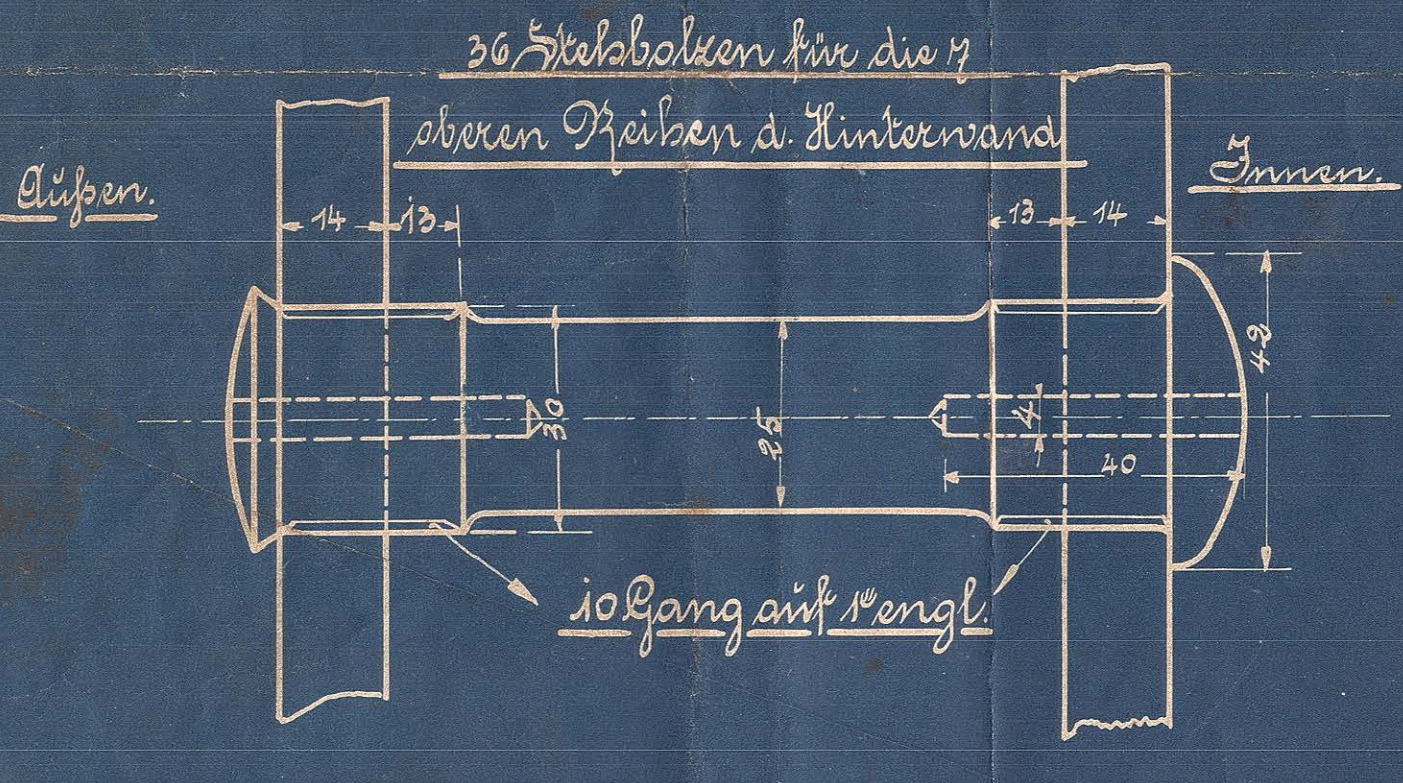 36 Stehbolzen für die 7
oberen Reihen d. Hinterwand
Außen.
Innen.
14
13
13
14
30
25
4
40
42
10 Gang auf 1" engl.